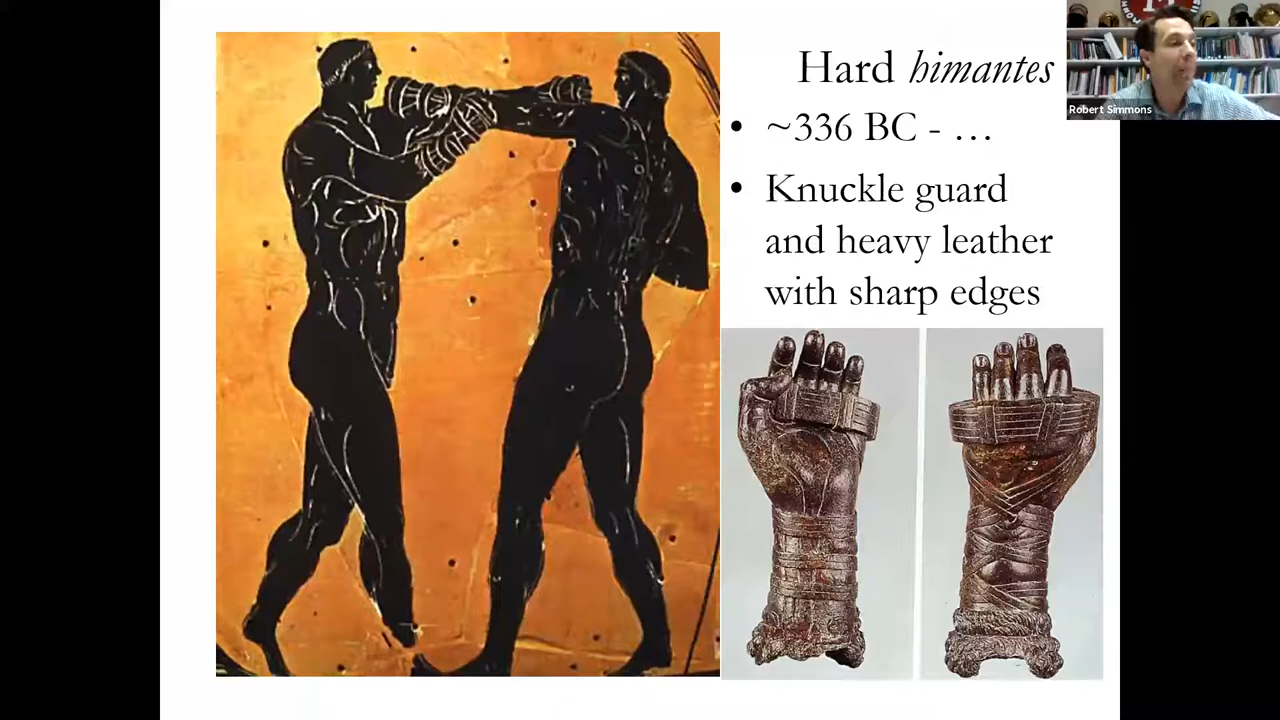 Hard himantes
• ~336 BC - …
• Knuckle guard
and heavy leather
with sharp edges
Robert Simmons